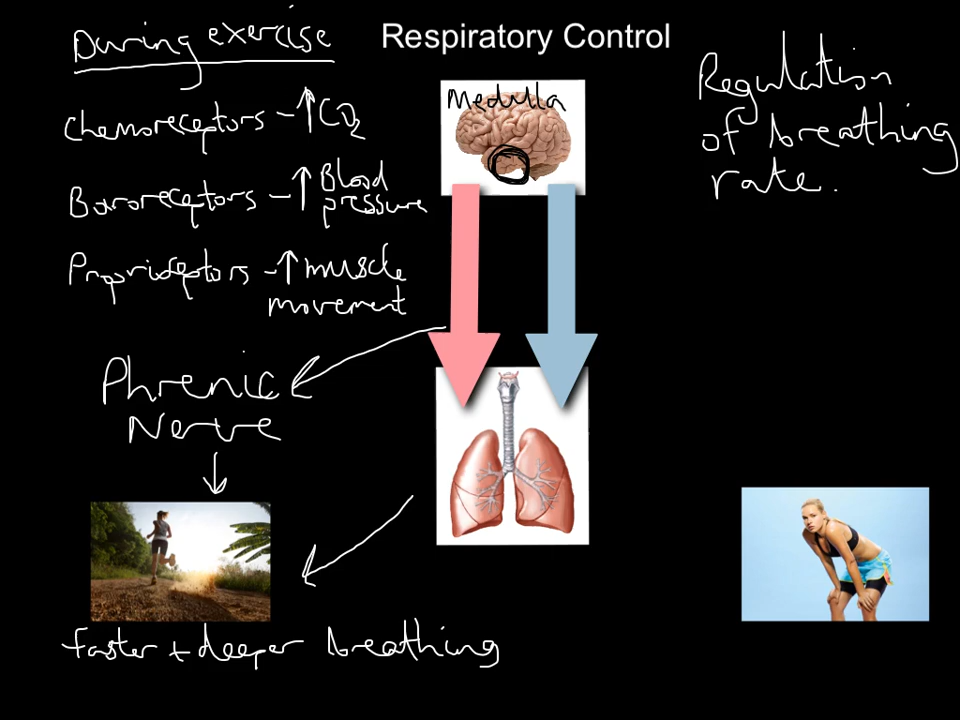 During exercise
Respiratory Control
Chemoreceptors - ↑ CO₂
Baroreceptors - ↑ Blood
pressure
Proprioceptors - ↑ muscle
movement
Phrenic
Nerve
faster + deeper breathing
Medulla
Regulation
of breathing
rate.